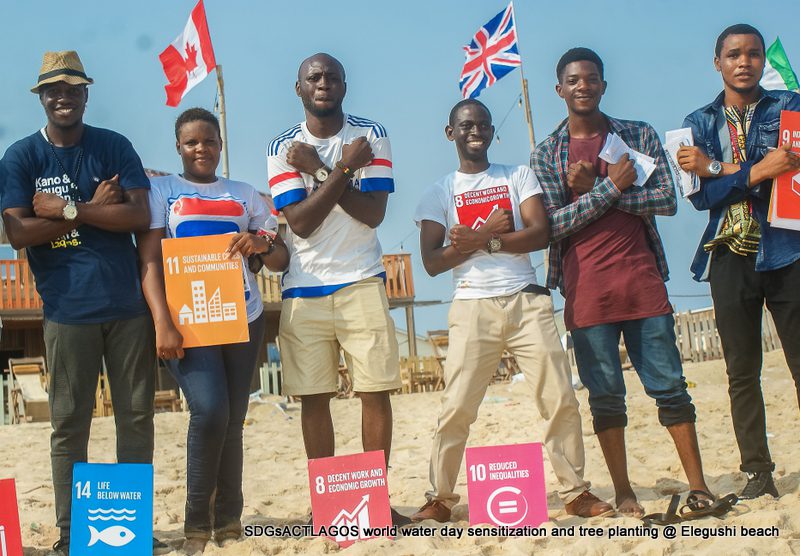 Kano &
Enugu &
11 SUSTAINABLE C
AND COMMUNITIES
8 DECENT WORK AND
ECONOMIC GROWTH
9
14 LIFE
BELOW WATER
8 DECENT WORK AND
ECONOMIC GROWTH
10 REDUCED
INEQUALITIES
SDGsACTLAGOS world water day sensitization and tree planting @ Elegushi beach